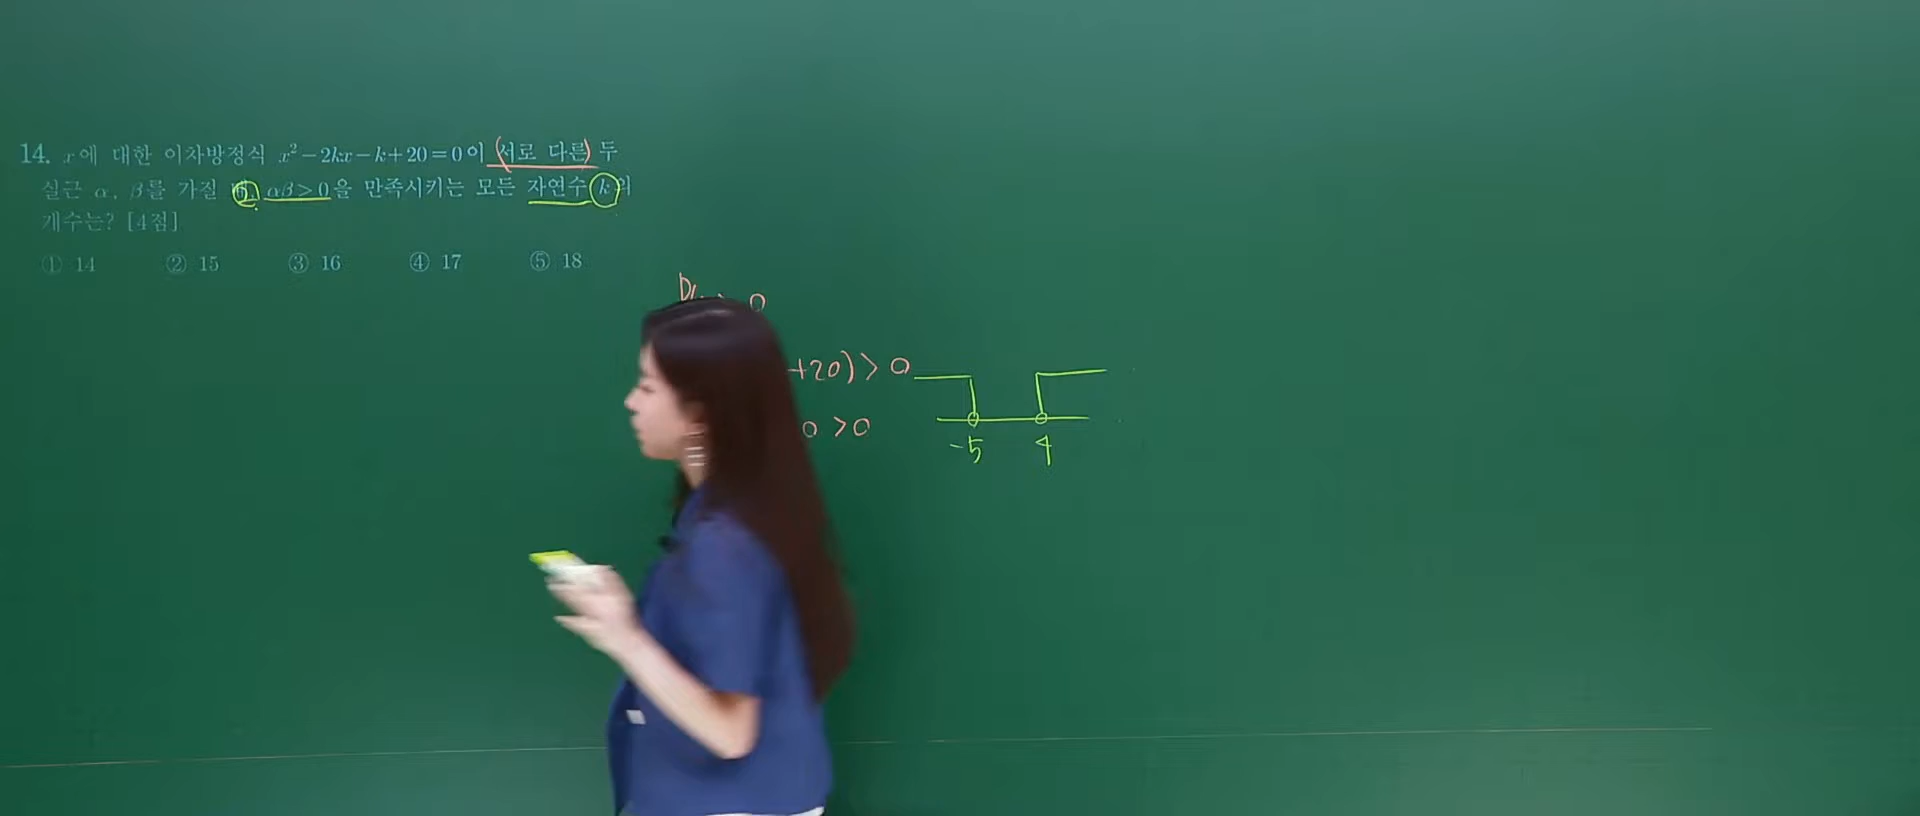 14. x에 대한 이차방정식 x²-2kx-k+20=0이 (서로 다른) 두
실근 α, β를 가질 αβ>0을 만족시키는 모든 자연수 k의
개수는? [4점]
① 14 ② 15 ③ 16 ④ 17 ⑤ 18
0
+20) > 0
0 > 0
-5 4